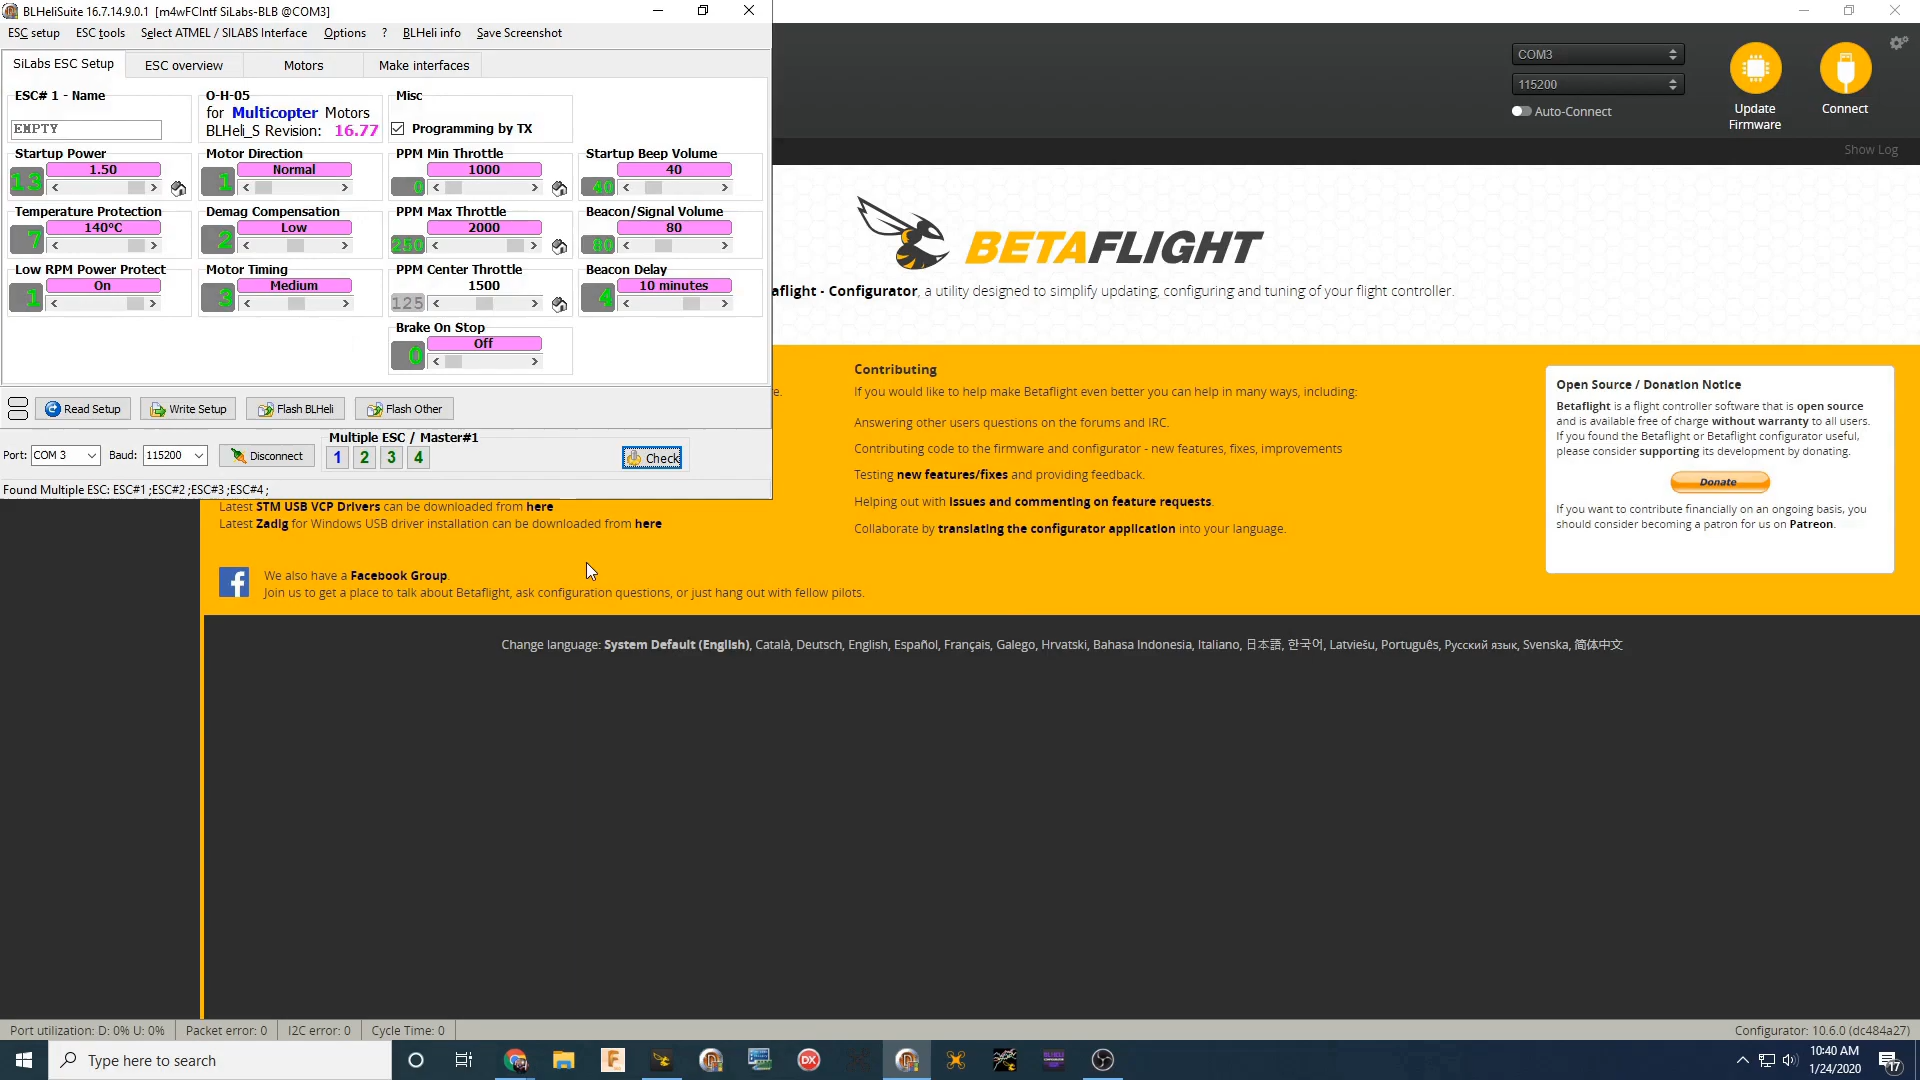 BLHeliSuite 16.7.14.9.0.1  [m4wFCIntf SiLabs-BLB @COM3]
ESC setup  ESC tools  Select ATMEL / SILABS Interface  Options  ?  BLHeli info  Save Screenshot
SiLabs ESC Setup  ESC overview  Motors  Make interfaces
ESC# 1 - Name
EMPTY
O-H-05
for Multicopter Motors
BLHeli_S Revision: 16.77
Misc
Programming by TX
Startup Power
1.50
13
Motor Direction
Normal
1
PPM Min Throttle
1000
0
Startup Beep Volume
40
40
Temperature Protection
140°C
7
Demag Compensation
Low
2
PPM Max Throttle
2000
250
Beacon/Signal Volume
80
80
Low RPM Power Protect
On
1
Motor Timing
Medium
3
PPM Center Throttle
1500
125
Beacon Delay
10 minutes
4
Brake On Stop
Off
0
Read Setup  Write Setup  Flash BLHeli  Flash Other
Multiple ESC / Master#1
Port: COM 3  Baud: 115200  Disconnect  1 2 3 4  Check
Found Multiple ESC: ESC#1 ;ESC#2 ;ESC#3 ;ESC#4 ;
COM3
115200
Auto-Connect
Update
Firmware
Connect
Show Log
BETAFLIGHT
aflight - Configurator, a utility designed to simplify updating, configuring and tuning of your flight controller.
e.
Latest STM USB VCP Drivers can be downloaded from here
Latest Zadig for Windows USB driver installation can be downloaded from here
We also have a Facebook Group.
Join us to get a place to talk about Betaflight, ask configuration questions, or just hang out with fellow pilots.
Contributing
If you would like to help make Betaflight even better you can help in many ways, including:
Answering other users questions on the forums and IRC.
Contributing code to the firmware and configurator - new features, fixes, improvements
Testing new features/fixes and providing feedback.
Helping out with issues and commenting on feature requests.
Collaborate by translating the configurator application into your language.
Open Source / Donation Notice
Betaflight is a flight controller software that is open source
and is available free of charge without warranty to all users.
If you found the Betaflight or Betaflight configurator useful,
please consider supporting its development by donating.
Donate
If you want to contribute financially on an ongoing basis, you
should consider becoming a patron for us on Patreon.
Change language: System Default (English), Català, Deutsch, English, Español, Français, Galego, Hrvatski, Bahasa Indonesia, Italiano, 日本語, 한국어, Latviešu, Português, Русский язык, Svenska, 简体中文
Port utilization: D: 0% U: 0%  Packet error: 0  I2C error: 0  Cycle Time: 0  Configurator: 10.6.0 (dc484a27)
Type here to search
F
DX
10:40 AM
1/24/2020
17